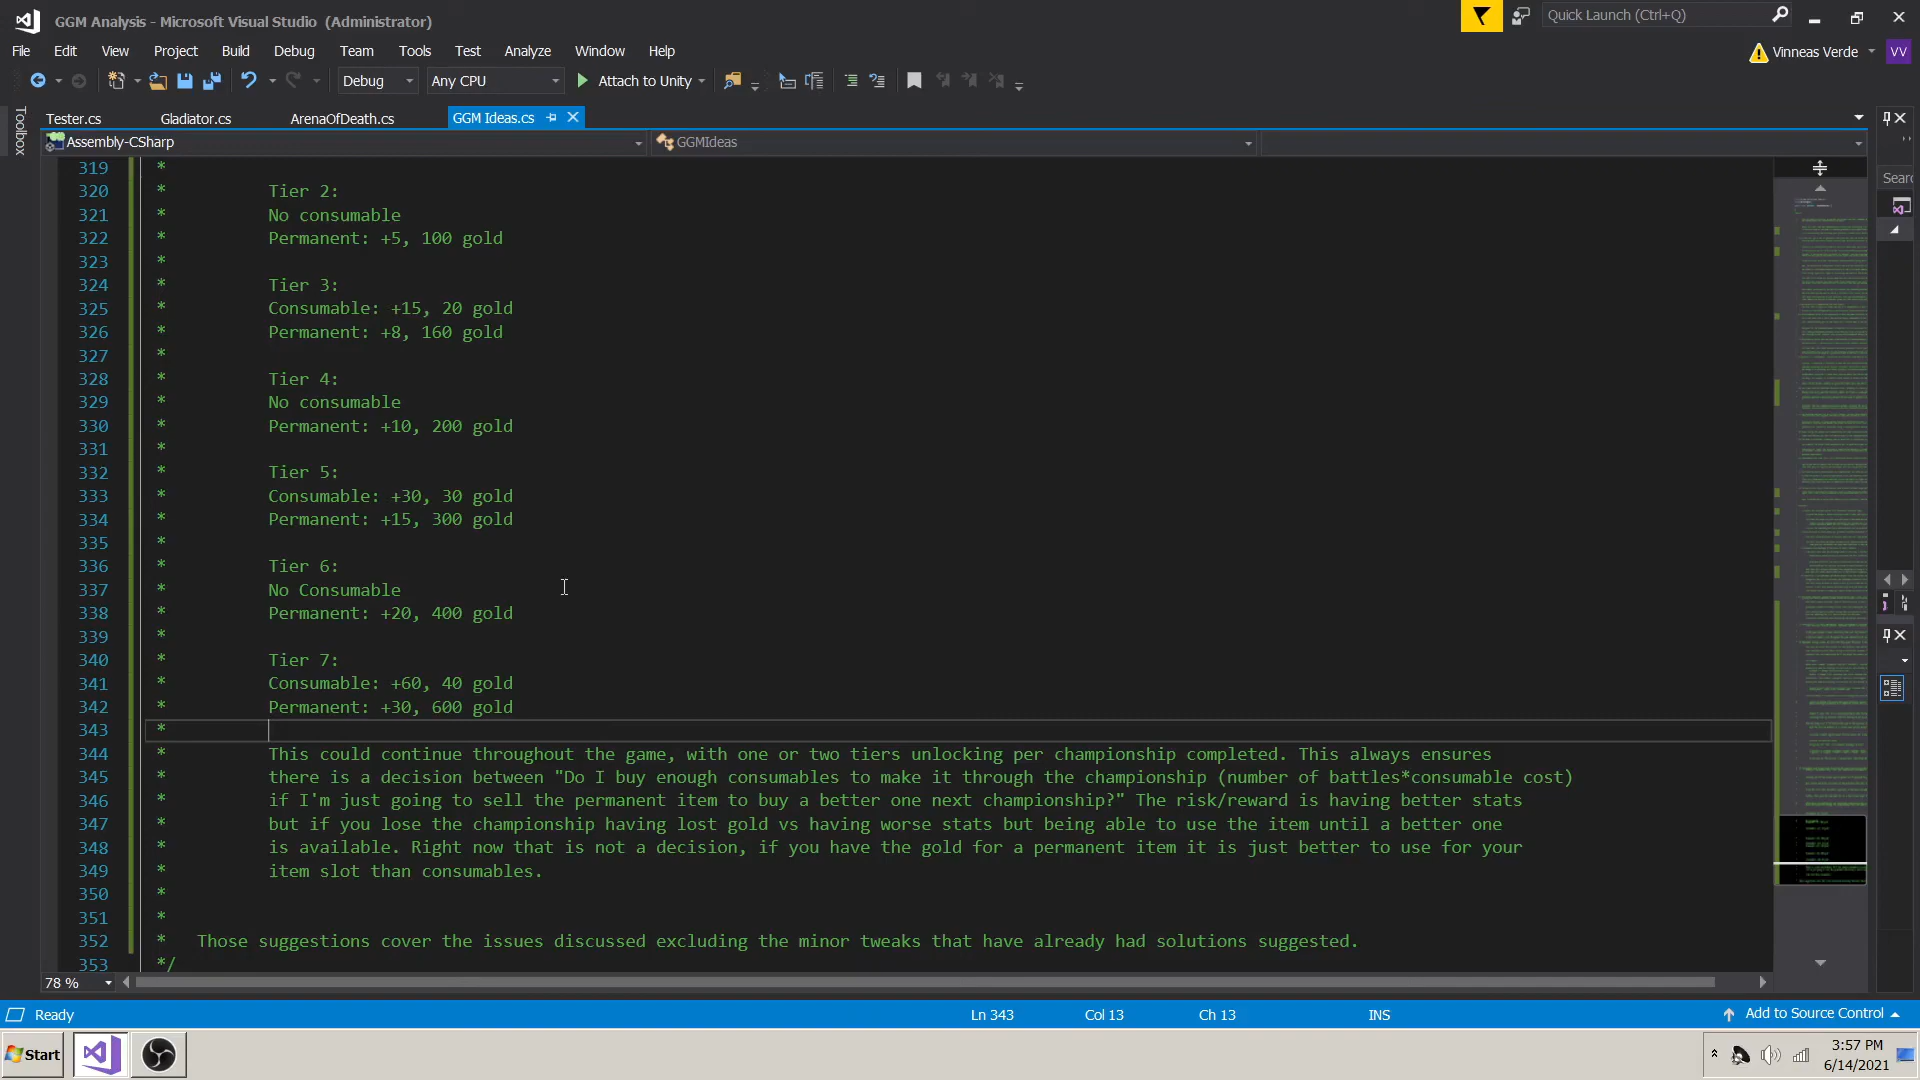 GGM Analysis - Microsoft Visual Studio (Administrator)
Quick Launch (Ctrl+Q)
File Edit View Project Build Debug Team Tools Test Analyze Window Help
Vinneas Verde
VV
Debug
Any CPU
Attach to Unity
Toolbox
Tester.cs
Gladiator.cs
ArenaOfDeath.cs
GGM Ideas.cs
Assembly-CSharp
GGMIdeas
Searc
319 *
320 * Tier 2:
321 * No consumable
322 * Permanent: +5, 100 gold
323 *
324 * Tier 3:
325 * Consumable: +15, 20 gold
326 * Permanent: +8, 160 gold
327 *
328 * Tier 4:
329 * No consumable
330 * Permanent: +10, 200 gold
331 *
332 * Tier 5:
333 * Consumable: +30, 30 gold
334 * Permanent: +15, 300 gold
335 *
336 * Tier 6:
337 * No Consumable
338 * Permanent: +20, 400 gold
339 *
340 * Tier 7:
341 * Consumable: +60, 40 gold
342 * Permanent: +30, 600 gold
343 *
344 * This could continue throughout the game, with one or two tiers unlocking per championship completed. This always ensures
345 * there is a decision between "Do I buy enough consumables to make it through the championship (number of battles*consumable cost)
346 * if I'm just going to sell the permanent item to buy a better one next championship?" The risk/reward is having better stats
347 * but if you lose the championship having lost gold vs having worse stats but being able to use the item until a better one
348 * is available. Right now that is not a decision, if you have the gold for a permanent item it is just better to use for your
349 * item slot than consumables.
350 *
351 *
352 * Those suggestions cover the issues discussed excluding the minor tweaks that have already had solutions suggested.
353 */
78 %
Ready
Ln 343
Col 13
Ch 13
INS
Add to Source Control
Start
3:57 PM
6/14/2021